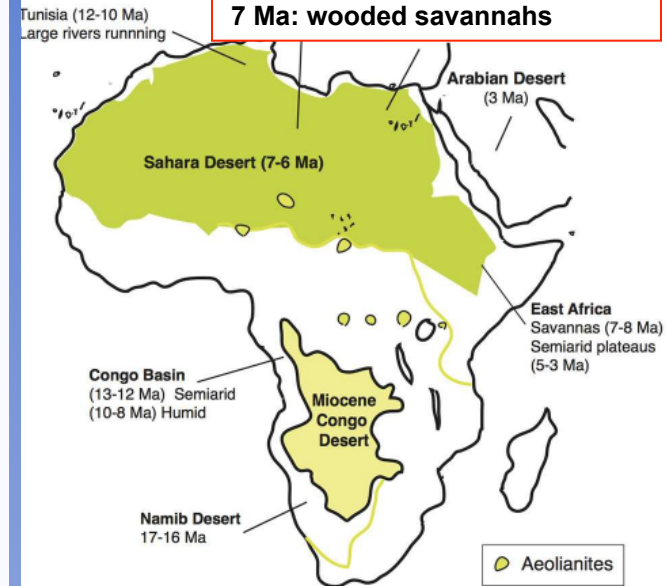 Tunisia (12-10 Ma)
Large rivers runnning
7 Ma: wooded savannahs
Arabian Desert
(3 Ma)
Sahara Desert (7-6 Ma)
East Africa
Savannas (7-8 Ma)
Semiarid plateaus
(5-3 Ma)
Congo Basin
(13-12 Ma) Semiarid
(10-8 Ma) Humid
Miocene
Congo
Desert
Namib Desert
17-16 Ma
Aeolianites